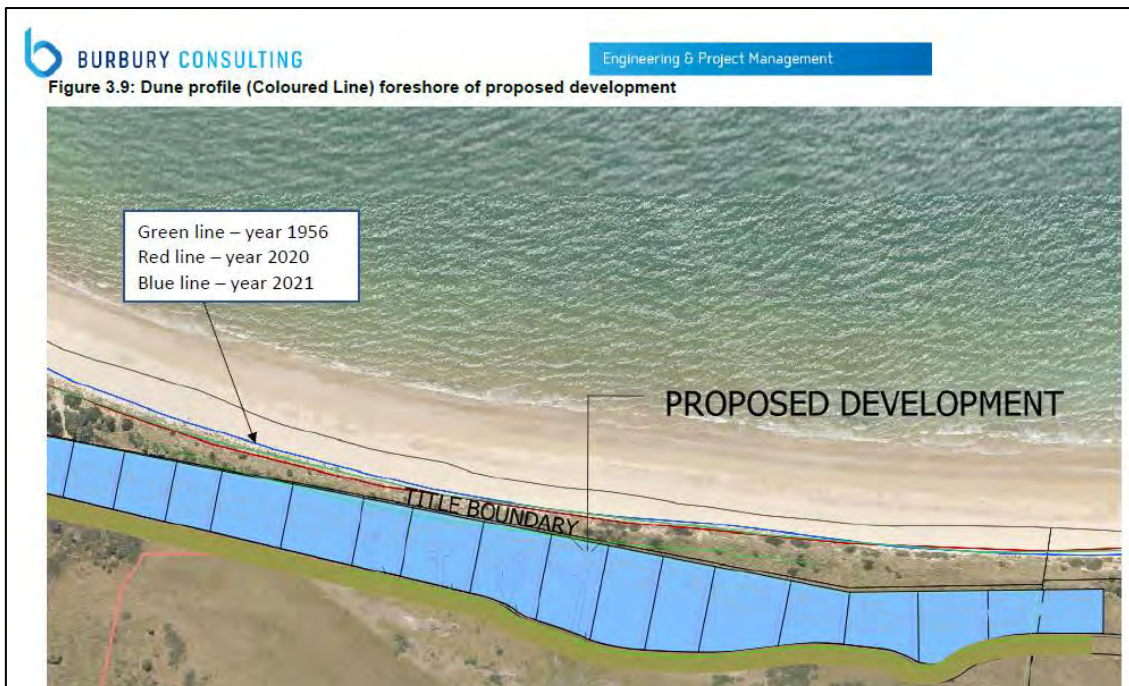 BURBURY CONSULTING
Engineering & Project Management
Figure 3.9: Dune profile (Coloured Line) foreshore of proposed development
Green line – year 1956
Red line – year 2020
Blue line – year 2021
PROPOSED DEVELOPMENT
TITLE BOUNDARY